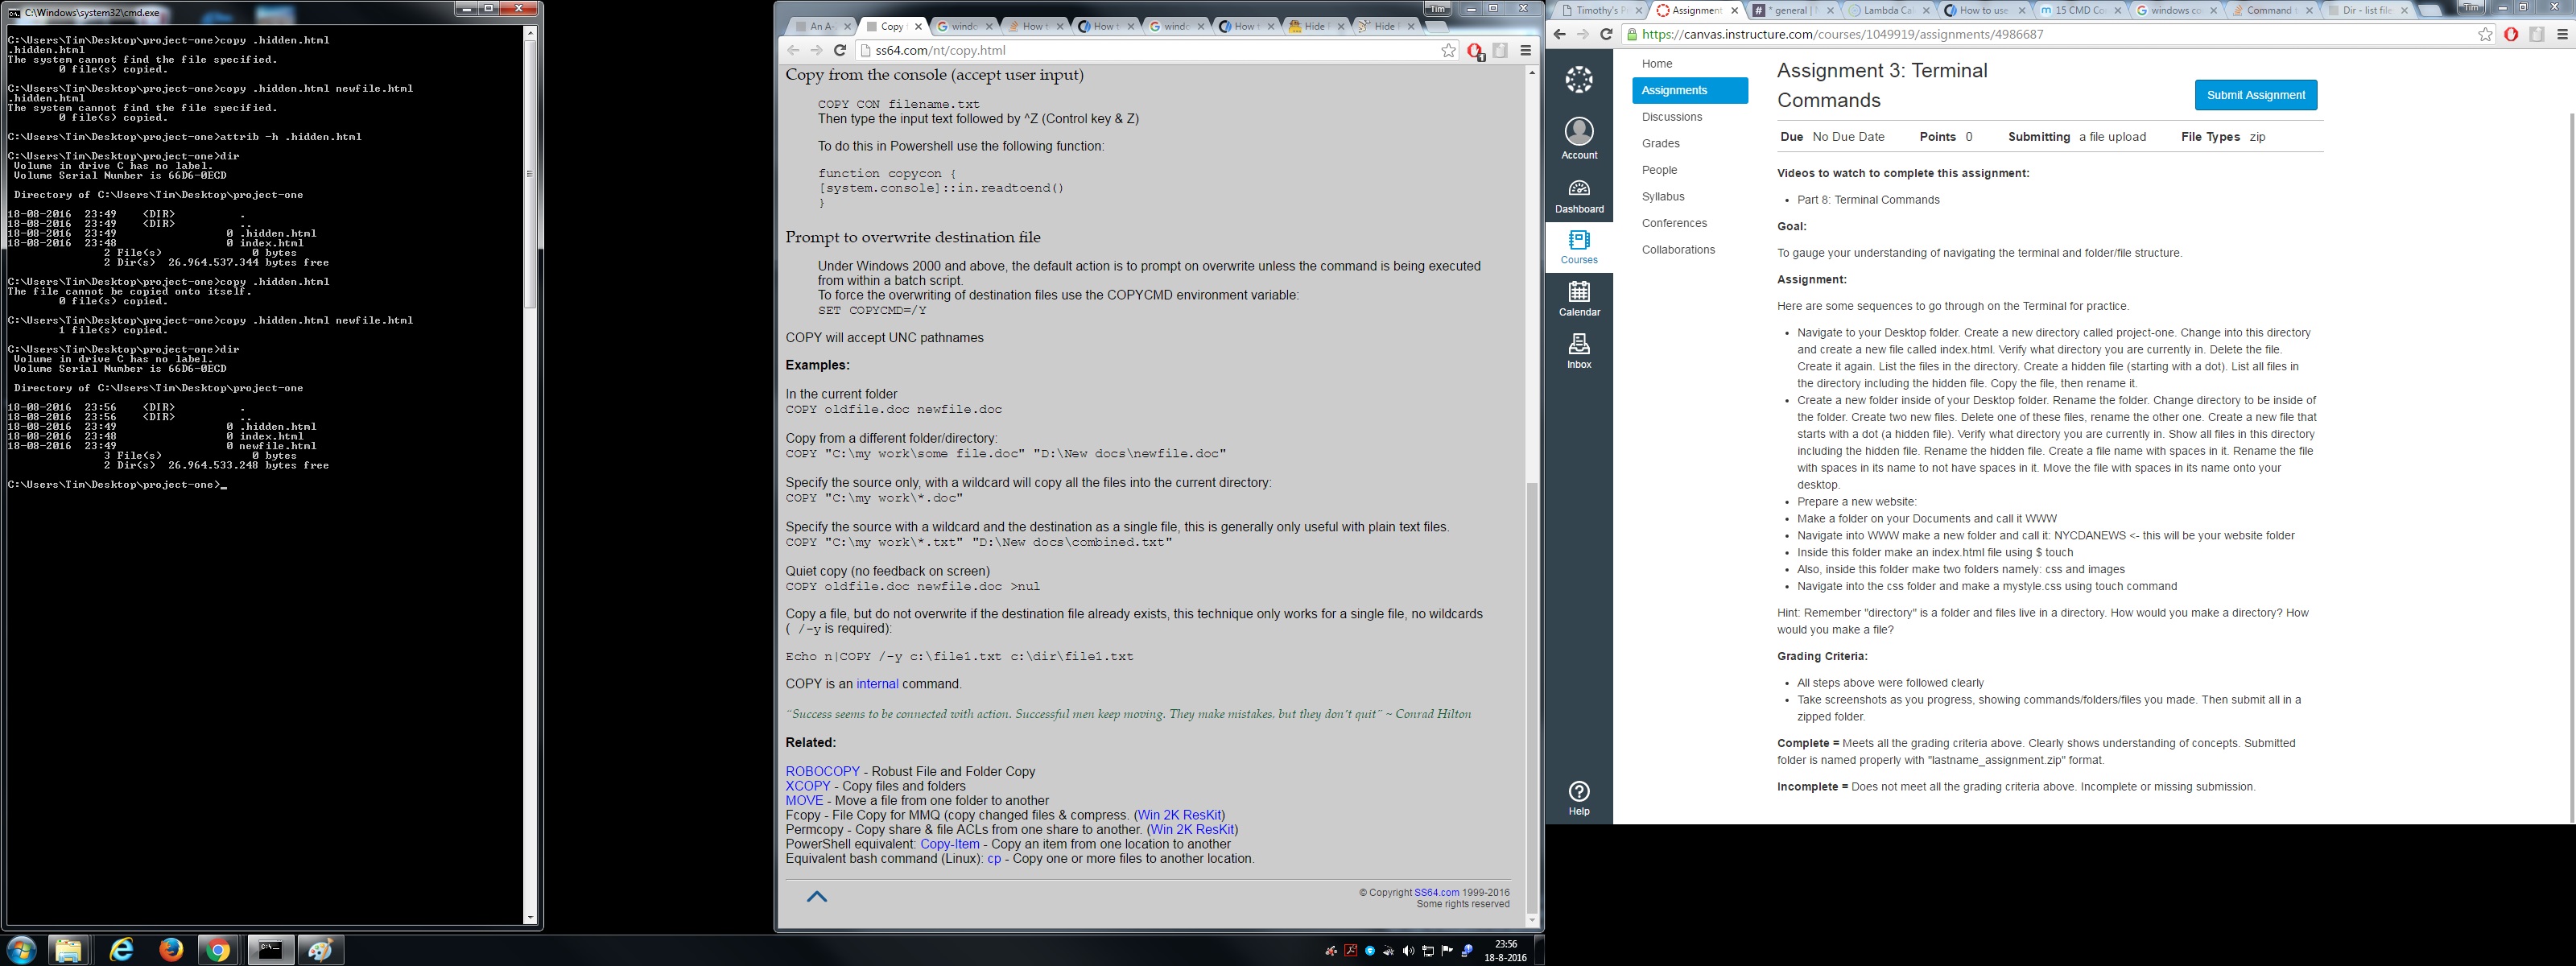 C:\Windows\system32\cmd.exe
C:\Users\Tim\Desktop\project-one>copy .hidden.html
.hidden.html
The system cannot find the file specified.
0 file(s) copied.
C:\Users\Tim\Desktop\project-one>copy .hidden.html newfile.html
.hidden.html
The system cannot find the file specified.
0 file(s) copied.
C:\Users\Tim\Desktop\project-one>attrib -h .hidden.html
C:\Users\Tim\Desktop\project-one>dir
Volume in drive C has no label.
Volume Serial Number is 66D6-0ECD
Directory of C:\Users\Tim\Desktop\project-one
18-08-2016 23:49 <DIR> .
18-08-2016 23:49 <DIR> ..
18-08-2016 23:49 0 .hidden.html
18-08-2016 23:48 0 index.html
2 File(s) 0 bytes
2 Dir(s) 26.964.537.344 bytes free
C:\Users\Tim\Desktop\project-one>copy .hidden.html
The file cannot be copied onto itself.
0 file(s) copied.
C:\Users\Tim\Desktop\project-one>copy .hidden.html newfile.html
1 file(s) copied.
C:\Users\Tim\Desktop\project-one>dir
Volume in drive C has no label.
Volume Serial Number is 66D6-0ECD
Directory of C:\Users\Tim\Desktop\project-one
18-08-2016 23:56 <DIR> .
18-08-2016 23:56 <DIR> ..
18-08-2016 23:49 0 .hidden.html
18-08-2016 23:48 0 index.html
18-08-2016 23:49 0 newfile.html
3 File(s) 0 bytes
2 Dir(s) 26.964.533.248 bytes free
C:\Users\Tim\Desktop\project-one>_
Tim
An A- Copy windo How t How t windo How t Hide Hide
ss64.com/nt/copy.html
Copy from the console (accept user input)
COPY CON filename.txt
Then type the input text followed by ^Z (Control key & Z)
To do this in Powershell use the following function:
function copycon {
[system.console]::in.readtoend()
}
Prompt to overwrite destination file
Under Windows 2000 and above, the default action is to prompt on overwrite unless the command is being executed
from within a batch script.
To force the overwriting of destination files use the COPYCMD environment variable:
SET COPYCMD=/Y
COPY will accept UNC pathnames
Examples:
In the current folder
COPY oldfile.doc newfile.doc
Copy from a different folder/directory:
COPY "C:\my work\some file.doc" "D:\New docs\newfile.doc"
Specify the source only, with a wildcard will copy all the files into the current directory:
COPY "C:\my work\*.doc"
Specify the source with a wildcard and the destination as a single file, this is generally only useful with plain text files.
COPY "C:\my work\*.txt" "D:\New docs\combined.txt"
Quiet copy (no feedback on screen)
COPY oldfile.doc newfile.doc >nul
Copy a file, but do not overwrite if the destination file already exists, this technique only works for a single file, no wildcards
( /-y is required):
Echo n|COPY /-y c:\file1.txt c:\dir\file1.txt
COPY is an internal command.
"Success seems to be connected with action. Successful men keep moving. They make mistakes, but they don't quit" ~ Conrad Hilton
Related:
ROBOCOPY - Robust File and Folder Copy
XCOPY - Copy files and folders
MOVE - Move a file from one folder to another
Fcopy - File Copy for MMQ (copy changed files & compress. (Win 2K ResKit)
Permcopy - Copy share & file ACLs from one share to another. (Win 2K ResKit)
PowerShell equivalent: Copy-Item - Copy an item from one location to another
Equivalent bash command (Linux): cp - Copy one or more files to another location.
© Copyright SS64.com 1999-2016
Some rights reserved
23:56
18-8-2016
Timothy's P Assignment * general | Lambda Ca How to use 15 CMD Co windows co Command Dir - list file Tim
https://canvas.instructure.com/courses/1049919/assignments/4986687
Account
Dashboard
Courses
Calendar
Inbox
Help
Home
Assignments
Discussions
Grades
People
Syllabus
Conferences
Collaborations
Assignment 3: Terminal
Commands
Submit Assignment
Due No Due Date Points 0 Submitting a file upload File Types zip
Videos to watch to complete this assignment:
• Part 8: Terminal Commands
Goal:
To gauge your understanding of navigating the terminal and folder/file structure.
Assignment:
Here are some sequences to go through on the Terminal for practice.
• Navigate to your Desktop folder. Create a new directory called project-one. Change into this directory
and create a new file called index.html. Verify what directory you are currently in. Delete the file.
Create it again. List the files in the directory. Create a hidden file (starting with a dot). List all files in
the directory including the hidden file. Copy the file, then rename it.
• Create a new folder inside of your Desktop folder. Rename the folder. Change directory to be inside of
the folder. Create two new files. Delete one of these files, rename the other one. Create a new file that
starts with a dot (a hidden file). Verify what directory you are currently in. Show all files in this directory
including the hidden file. Rename the hidden file. Create a file name with spaces in it. Rename the file
with spaces in its name to not have spaces in it. Move the file with spaces in its name onto your
desktop.
• Prepare a new website:
• Make a folder on your Documents and call it WWW
• Navigate into WWW make a new folder and call it: NYCDANEWS <- this will be your website folder
• Inside this folder make an index.html file using $ touch
• Also, inside this folder make two folders namely: css and images
• Navigate into the css folder and make a mystyle.css using touch command
Hint: Remember "directory" is a folder and files live in a directory. How would you make a directory? How
would you make a file?
Grading Criteria:
• All steps above were followed clearly
• Take screenshots as you progress, showing commands/folders/files you made. Then submit all in a
zipped folder.
Complete = Meets all the grading criteria above. Clearly shows understanding of concepts. Submitted
folder is named properly with "lastname_assignment.zip" format.
Incomplete = Does not meet all the grading criteria above. Incomplete or missing submission.